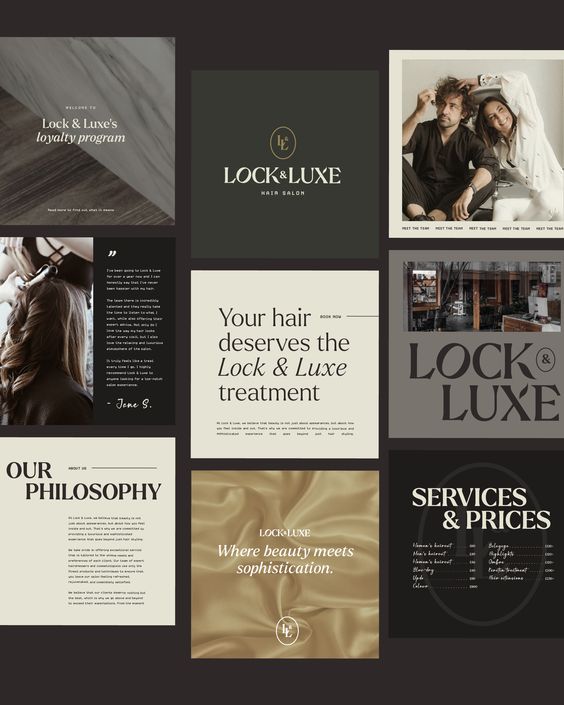 WELCOME TO
Lock & Luxe's
loyalty program
Read more to find out what it means
L&L
LOCK&LUXE
HAIR SALON
MEET THE TEAM MEET THE TEAM MEET THE TEAM MEET THE TEAM MEET THE TEAM
”
I've been going to Lock & Luxe
for over a year now and I can
honestly say that I've never
been happier with my hair.
The team there is incredibly
talented and they really take
the time to listen to what I
want, while also offering their
expert advice. Not only do I
love the way my hair looks
after every visit, but I also
love the relaxing and luxurious
atmosphere of the salon.
It truly feels like a treat
every time I go. I highly
recommend Lock & Luxe to
anyone looking for a top-notch
salon experience.
- Jene S.
Your hair BOOK NOW
deserves the
Lock & Luxe
treatment
At Lock & Luxe, we believe that beauty is not just about appearances but about how
you feel inside and out. That's why we are committed to providing a luxurious and
sophisticated experience that goes beyond just hair styling.
LOCK &
LUXE
OUR ABOUT US
PHILOSOPHY
At Lock & Luxe, we believe that beauty is not
just about appearances, but about how you feel
inside and out. That's why we are committed to
providing a luxurious and sophisticated
experience that goes beyond just hair styling.
We take pride in offering exceptional service
that is tailored to the unique needs and
preferences of each client. Our team of expert
hairdressers and cosmetologists use only the
finest products and techniques to ensure that
you leave our salon feeling refreshed,
rejuvenated, and completely satisfied.
We believe that our clients deserve nothing but
the best, which is why we go above and beyond
to exceed their expectations. From the moment
LOCK&LUXE
Where beauty meets
sophistication.
L&L
SERVICES
& PRICES
Women's haircut
Men's haircut
Women's haircut
Blow-dry
Updo
Colour
Balayage
Highlights
Ombre
Keratin treatment
Hair extensions